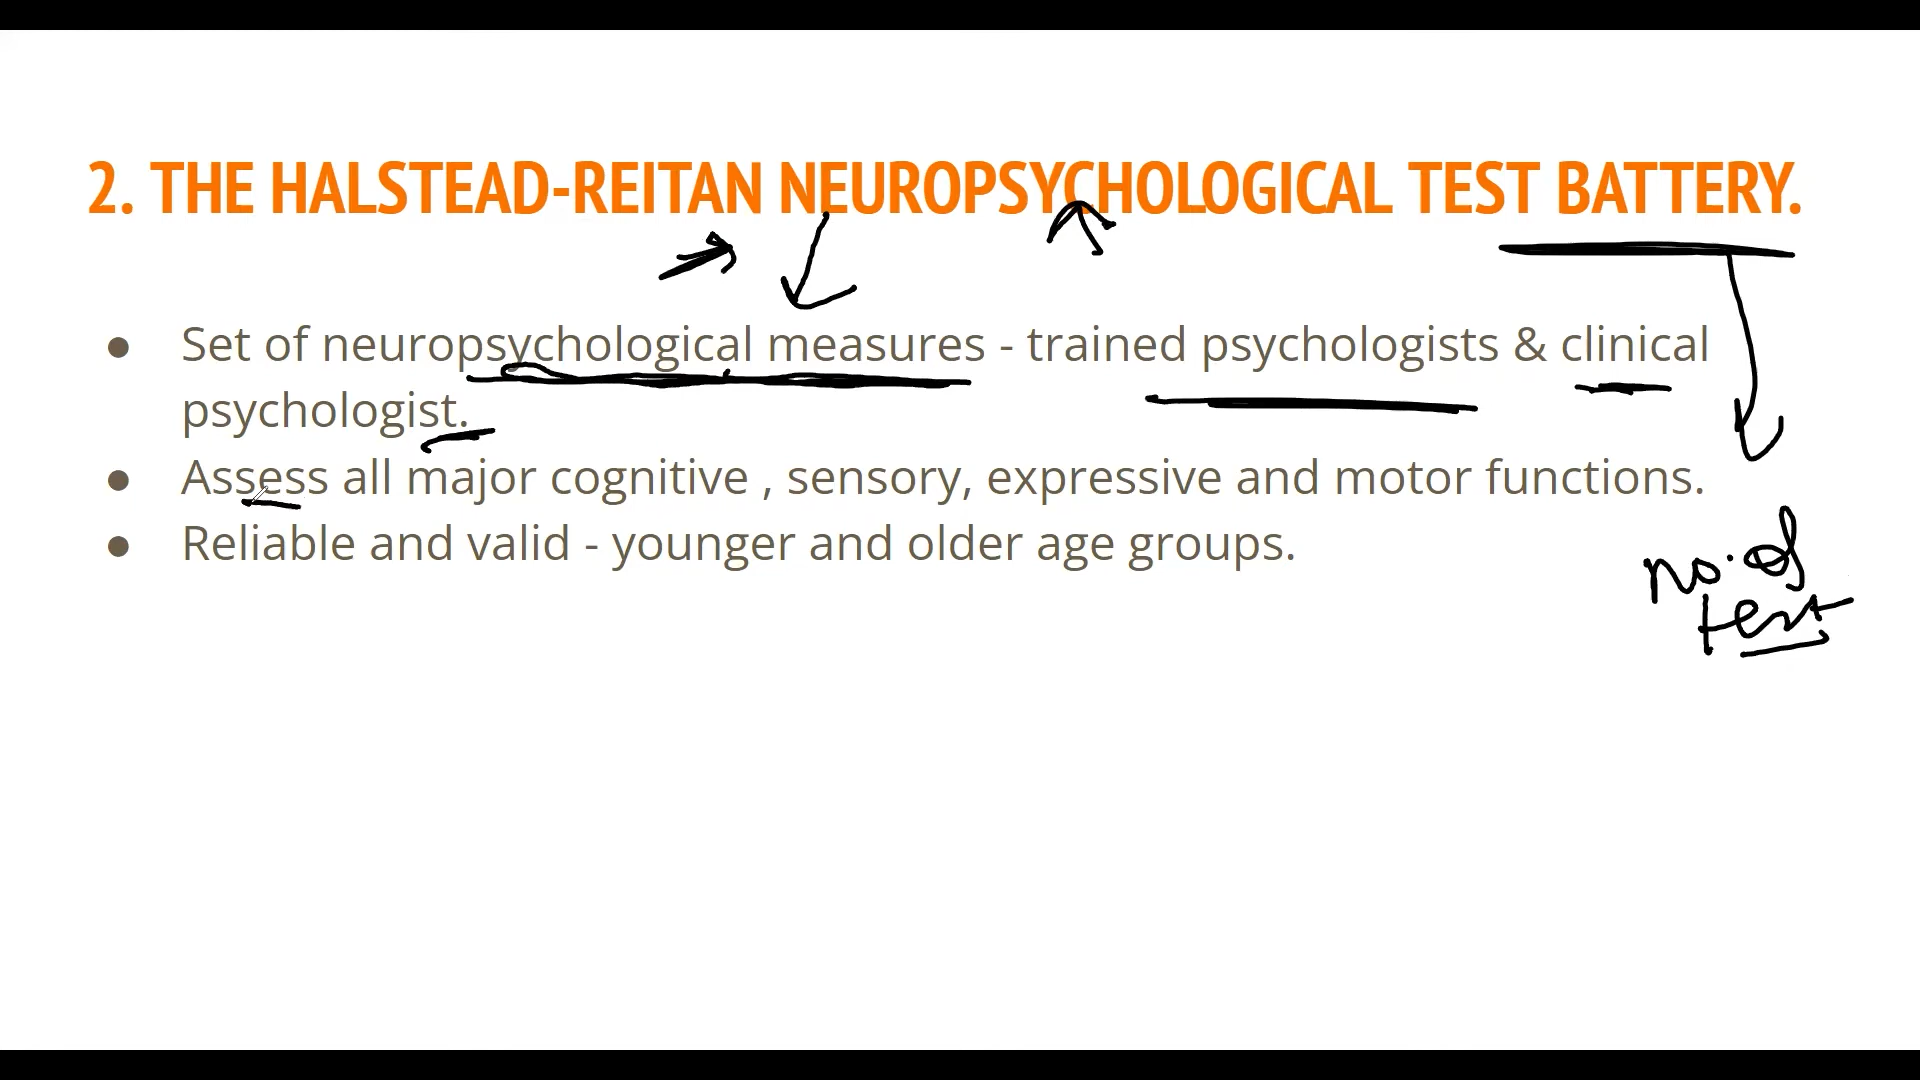 2. THE HALSTEAD-REITAN NEUROPSYCHOLOGICAL TEST BATTERY.
● Set of neuropsychological measures - trained psychologists & clinical
psychologist.
● Assess all major cognitive , sensory, expressive and motor functions.
● Reliable and valid - younger and older age groups.
no. of
test